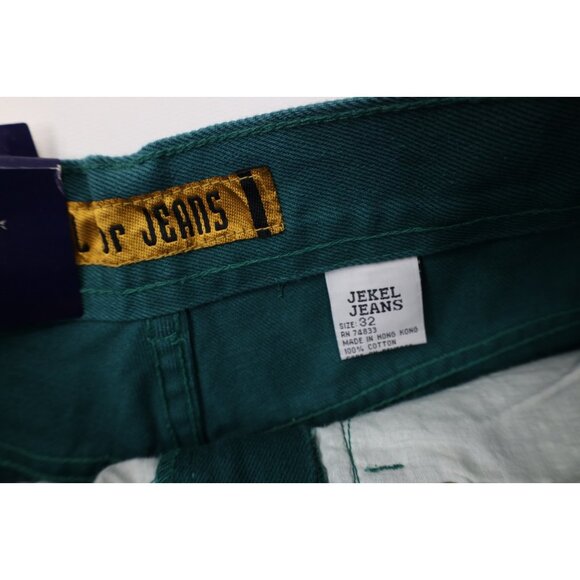 Jr JEANS
JEKEL
JEANS
SIZE: 32
RN 74833
MADE IN HONG KONG
100% COTTON